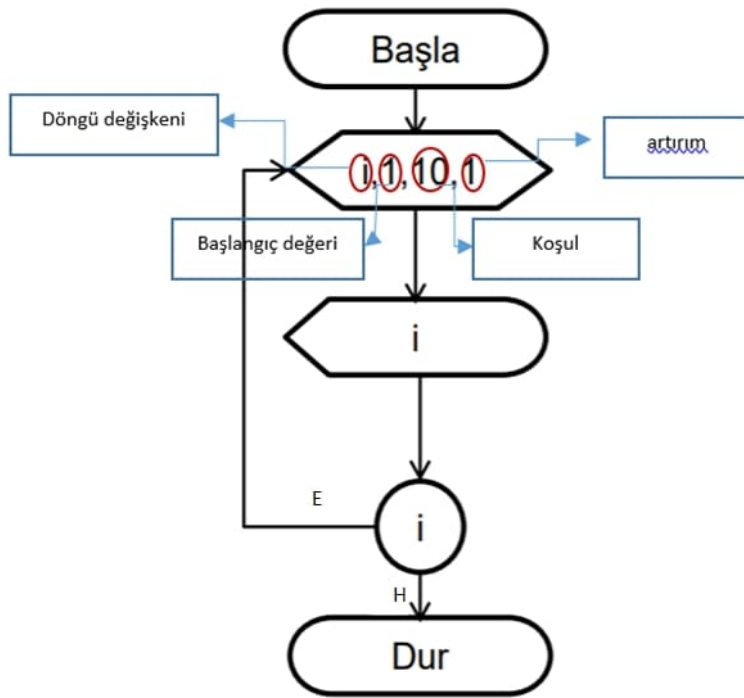 Başla
Döngü değişkeni
artırım
i,1,10,1
Başlangıç değeri
Koşul
i
E
i
H
Dur